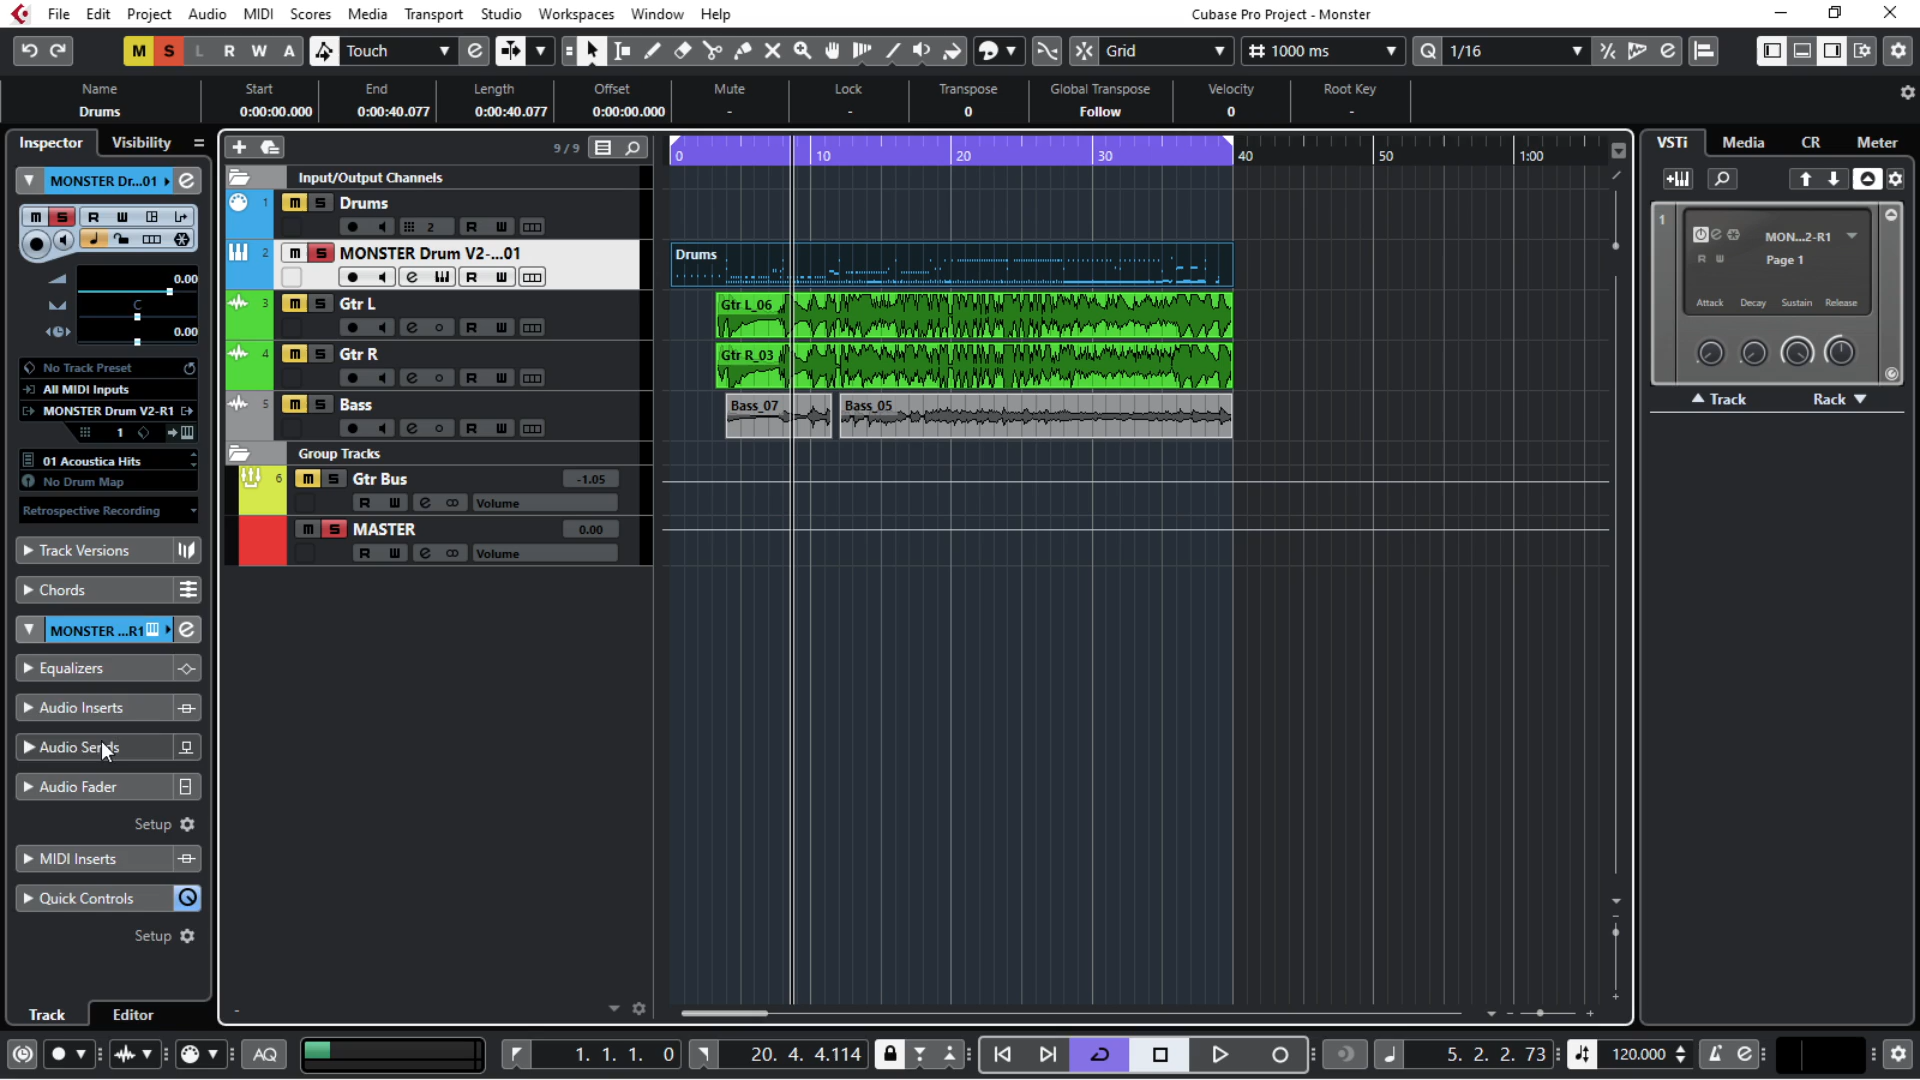 File Edit Project Audio MIDI Scores Media Transport Studio Workspaces Window Help
Cubase Pro Project - Monster
M S L R W A Touch Grid 1000 ms Q 1/16
Name Start End Length Offset Mute Lock Transpose Global Transpose Velocity Root Key
Drums 0:00:00.000 0:00:40.077 0:00:40.077 0:00:00.000 - - 0 Follow 0 -
Inspector Visibility
MONSTER Dr...01
m S R W
0.00
C
0.00
No Track Preset
All MIDI Inputs
MONSTER Drum V2-R1
1
01 Acoustica Hits
No Drum Map
Retrospective Recording
Track Versions
Chords
MONSTER ...R1
Equalizers
Audio Inserts
Audio Sends
Audio Fader
Setup
MIDI Inserts
Quick Controls
Setup
Track Editor
9/9
Input/Output Channels
1 m S Drums
2 R W
2 m S MONSTER Drum V2-...01
e R W
3 m S Gtr L
e R W
4 m S Gtr R
e R W
5 m S Bass
e R W
Group Tracks
6 m S Gtr Bus -1.05
R W e Volume
m S MASTER 0.00
R W e Volume
0 10 20 30 40 50 1:00
Drums
Gtr L_06
Gtr R_03
Bass_07 Bass_05
VSTi Media CR Meter
1
MON...2-R1
R W Page 1
Attack Decay Sustain Release
Track Rack
AQ 1. 1. 1. 0 20. 4. 4.114 5. 2. 2. 73 120.000